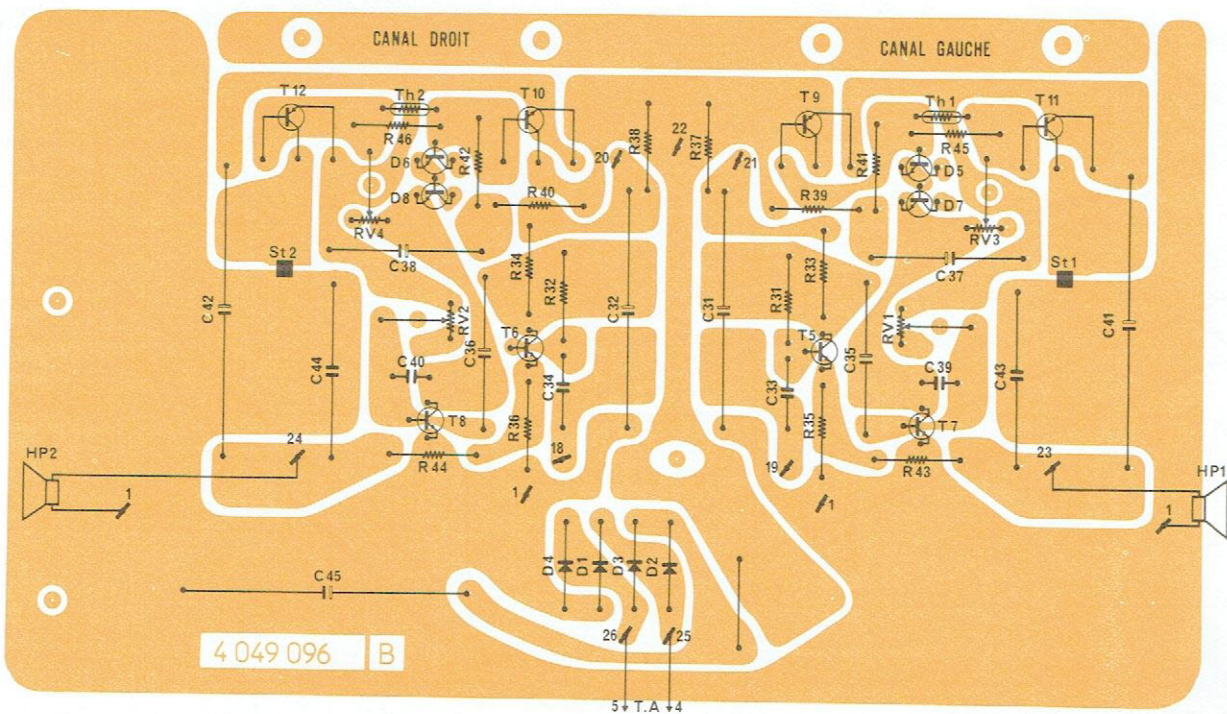 CANAL DROIT
CANAL GAUCHE
T12
Th2
T10
T9
Th1
T11
R46
R42
R38
22
R37
R41
R45
D6
20
21
D5
D8
R40
R39
D7
RV4
RV3
C38
R34
R33
C37
St2
St1
R32
R31
C42
C32
C31
C41
RV2
RV1
C36
T6
T5
C35
C44
C40
C34
C33
C39
C43
T8
R36
R35
T7
24
23
HP2
R44
18
19
R43
HP1
1
1
1
1
D4
D1
D3
D2
C45
26
25
4 049 096 B
5 T.A 4